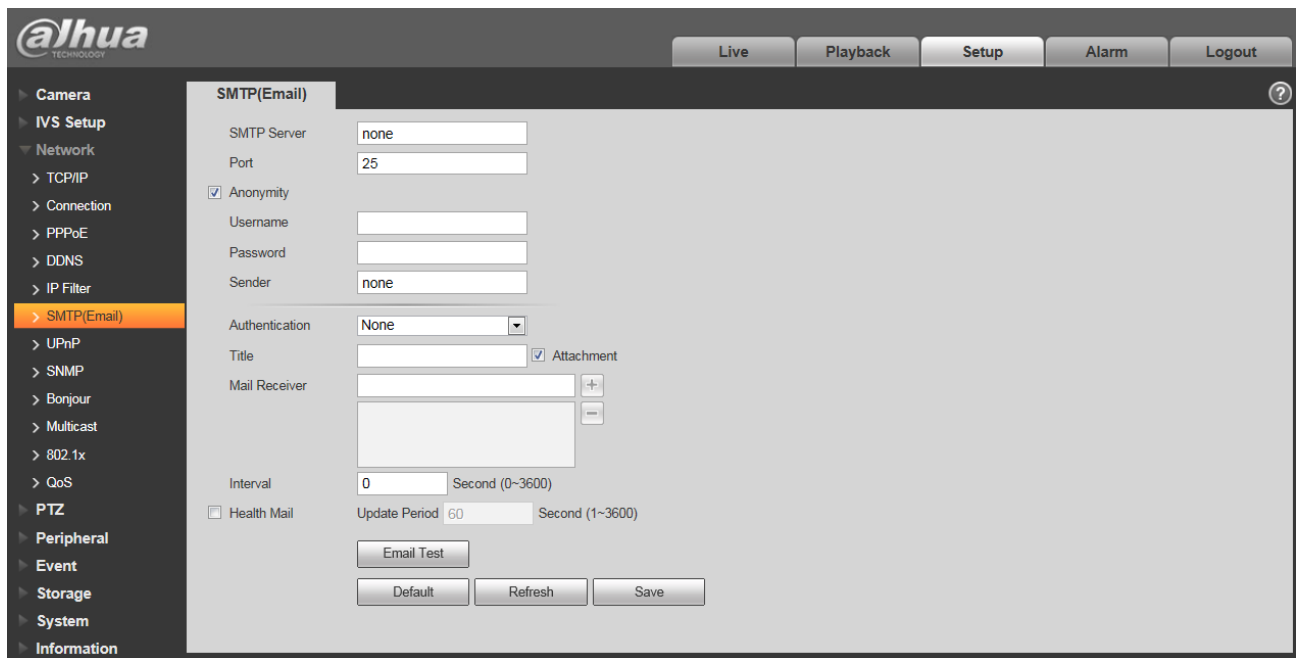 alhua
TECHNOLOGY
Live Playback Setup Alarm Logout
Camera
IVS Setup
Network
> TCP/IP
> Connection
> PPPoE
> DDNS
> IP Filter
> SMTP(Email)
> UPnP
> SNMP
> Bonjour
> Multicast
> 802.1x
> QoS
PTZ
Peripheral
Event
Storage
System
Information
SMTP(Email) ?
SMTP Server none
Port 25
Anonymity
Username
Password
Sender none
Authentication None
Title Attachment
Mail Receiver +
−
Interval 0 Second (0~3600)
Health Mail Update Period 60 Second (1~3600)
Email Test
Default Refresh Save